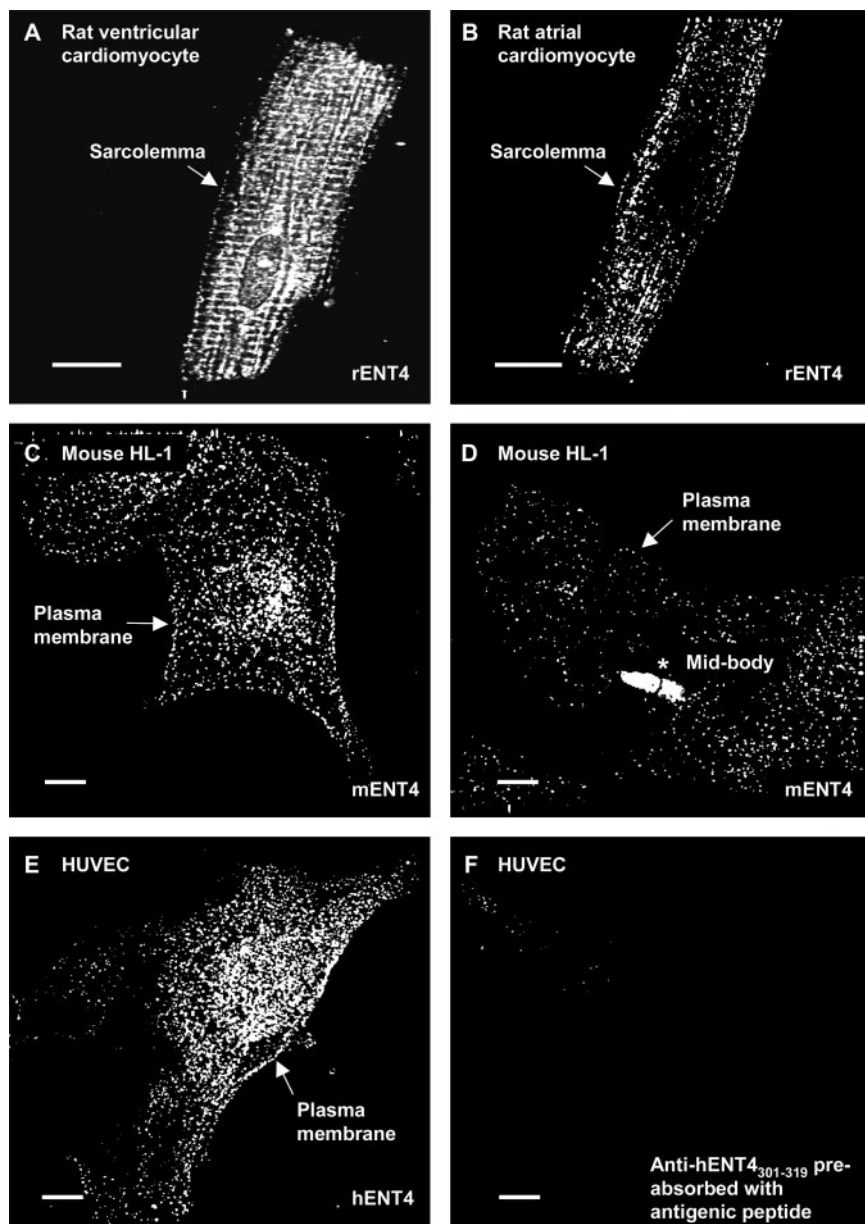 A Rat ventricular
cardiomyocyte
Sarcolemma
rENT4
B Rat atrial
cardiomyocyte
Sarcolemma
rENT4
C Mouse HL-1
Plasma
membrane
mENT4
D Mouse HL-1
Plasma
membrane
* Mid-body
mENT4
E HUVEC
Plasma
membrane
hENT4
F HUVEC
Anti-hENT4301-319 pre-
absorbed with
antigenic peptide